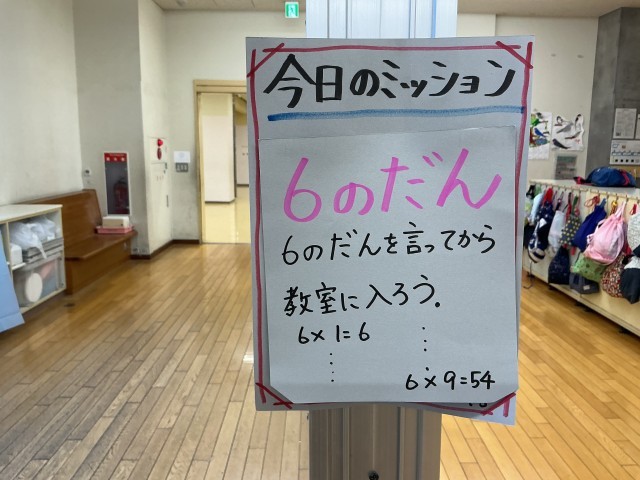 今日のミッション
6のだん
6のだんを言ってから
教室に入ろう.
6×1=6 ⋮
⋮ 6×9=54